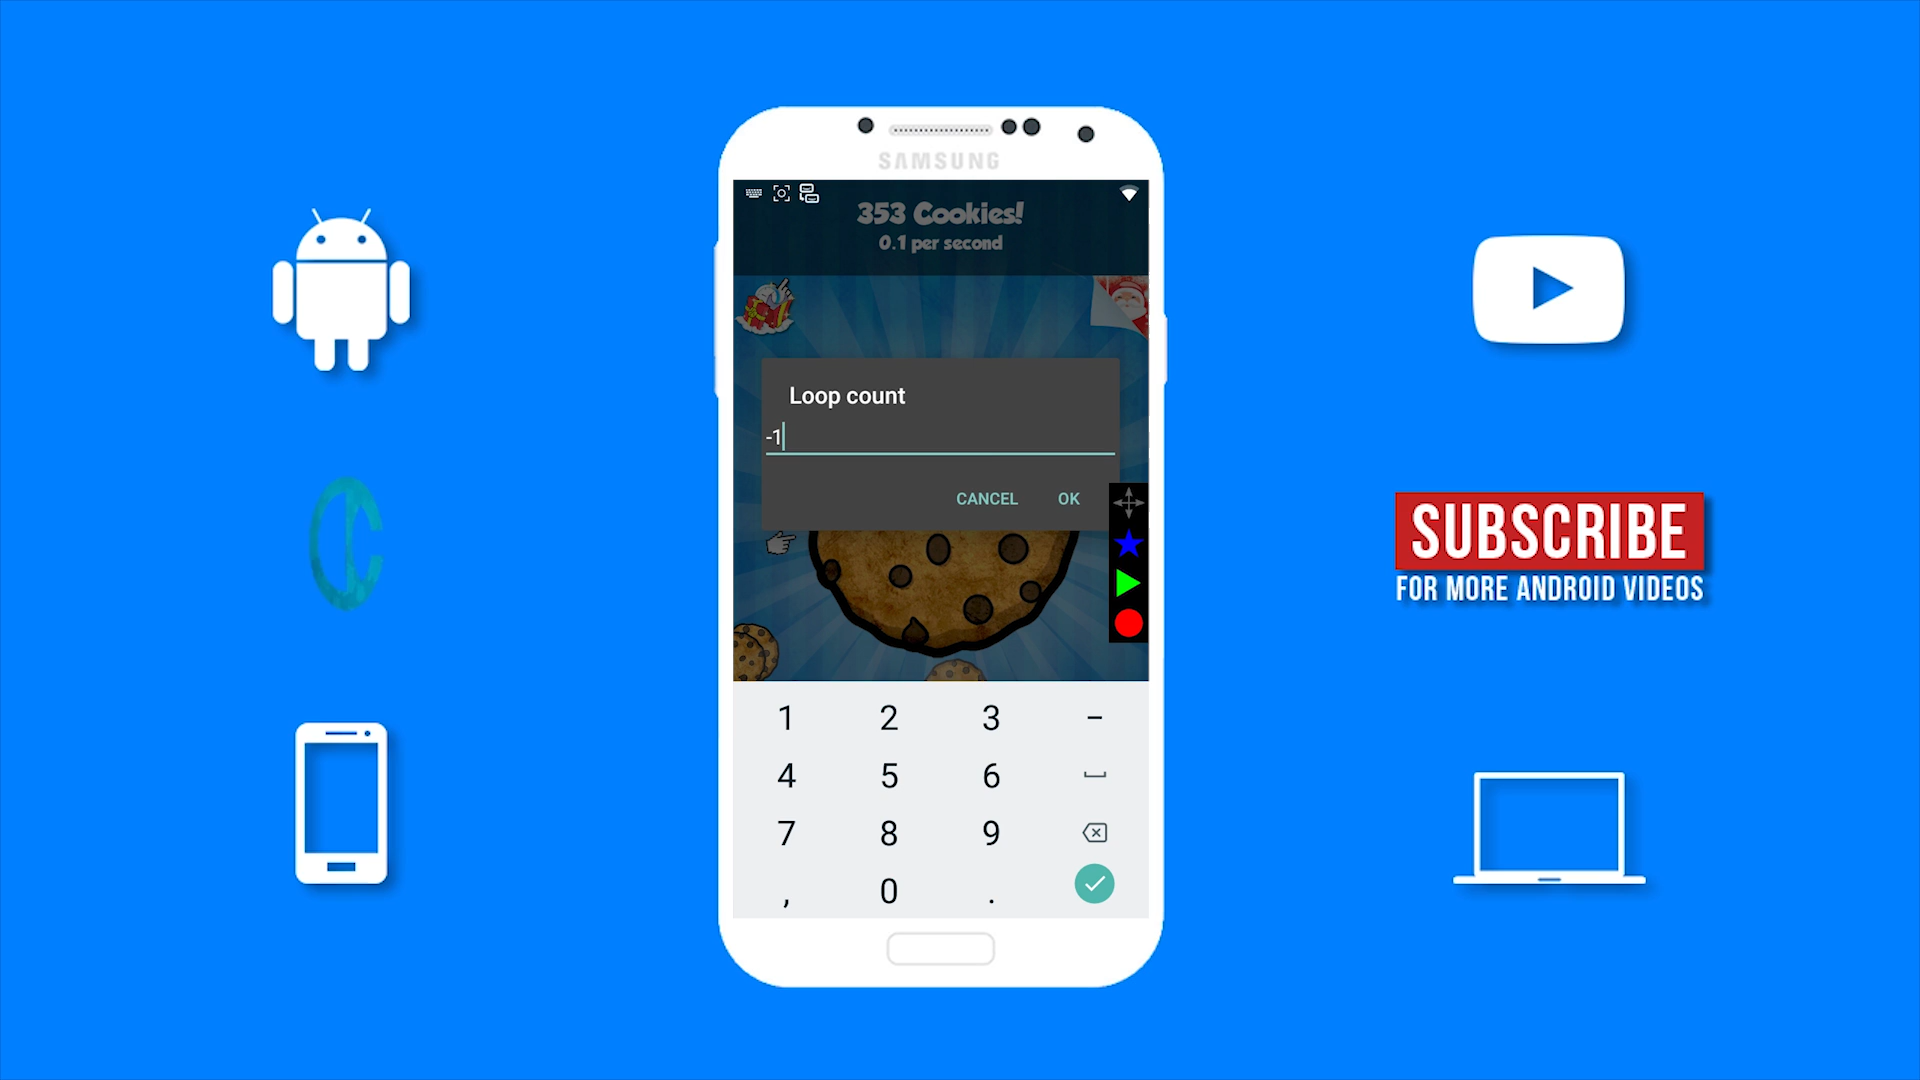 SAMSUNG
353 Cookies!
0.1 per second
Loop count
-1
CANCEL OK
SUBSCRIBE
FOR MORE ANDROID VIDEOS
1 2 3 −
4 5 6
7 8 9
, 0 .